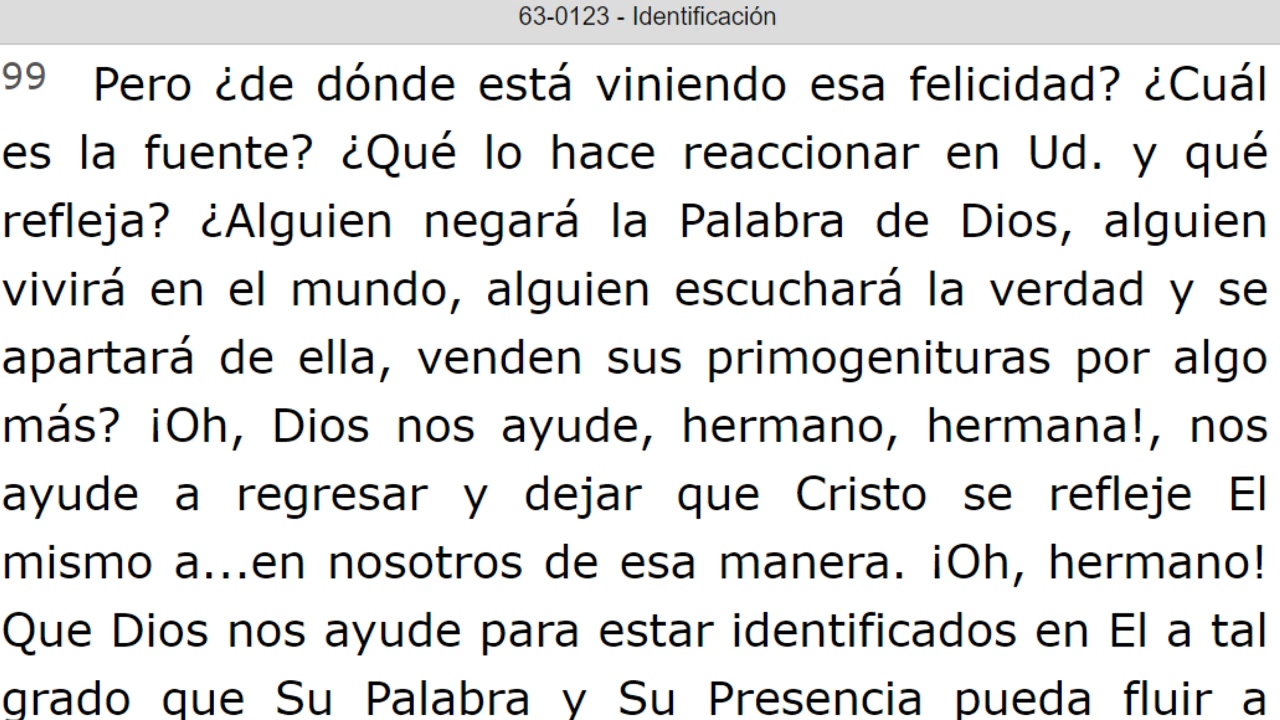 63-0123 - Identificación
99 Pero ¿de dónde está viniendo esa felicidad? ¿Cuál
es la fuente? ¿Qué lo hace reaccionar en Ud. y qué
refleja? ¿Alguien negará la Palabra de Dios, alguien
vivirá en el mundo, alguien escuchará la verdad y se
apartará de ella, venden sus primogenituras por algo
más? ¡Oh, Dios nos ayude, hermano, hermana!, nos
ayude a regresar y dejar que Cristo se refleje El
mismo a...en nosotros de esa manera. ¡Oh, hermano!
Que Dios nos ayude para estar identificados en El a tal
grado que Su Palabra y Su Presencia pueda fluir a